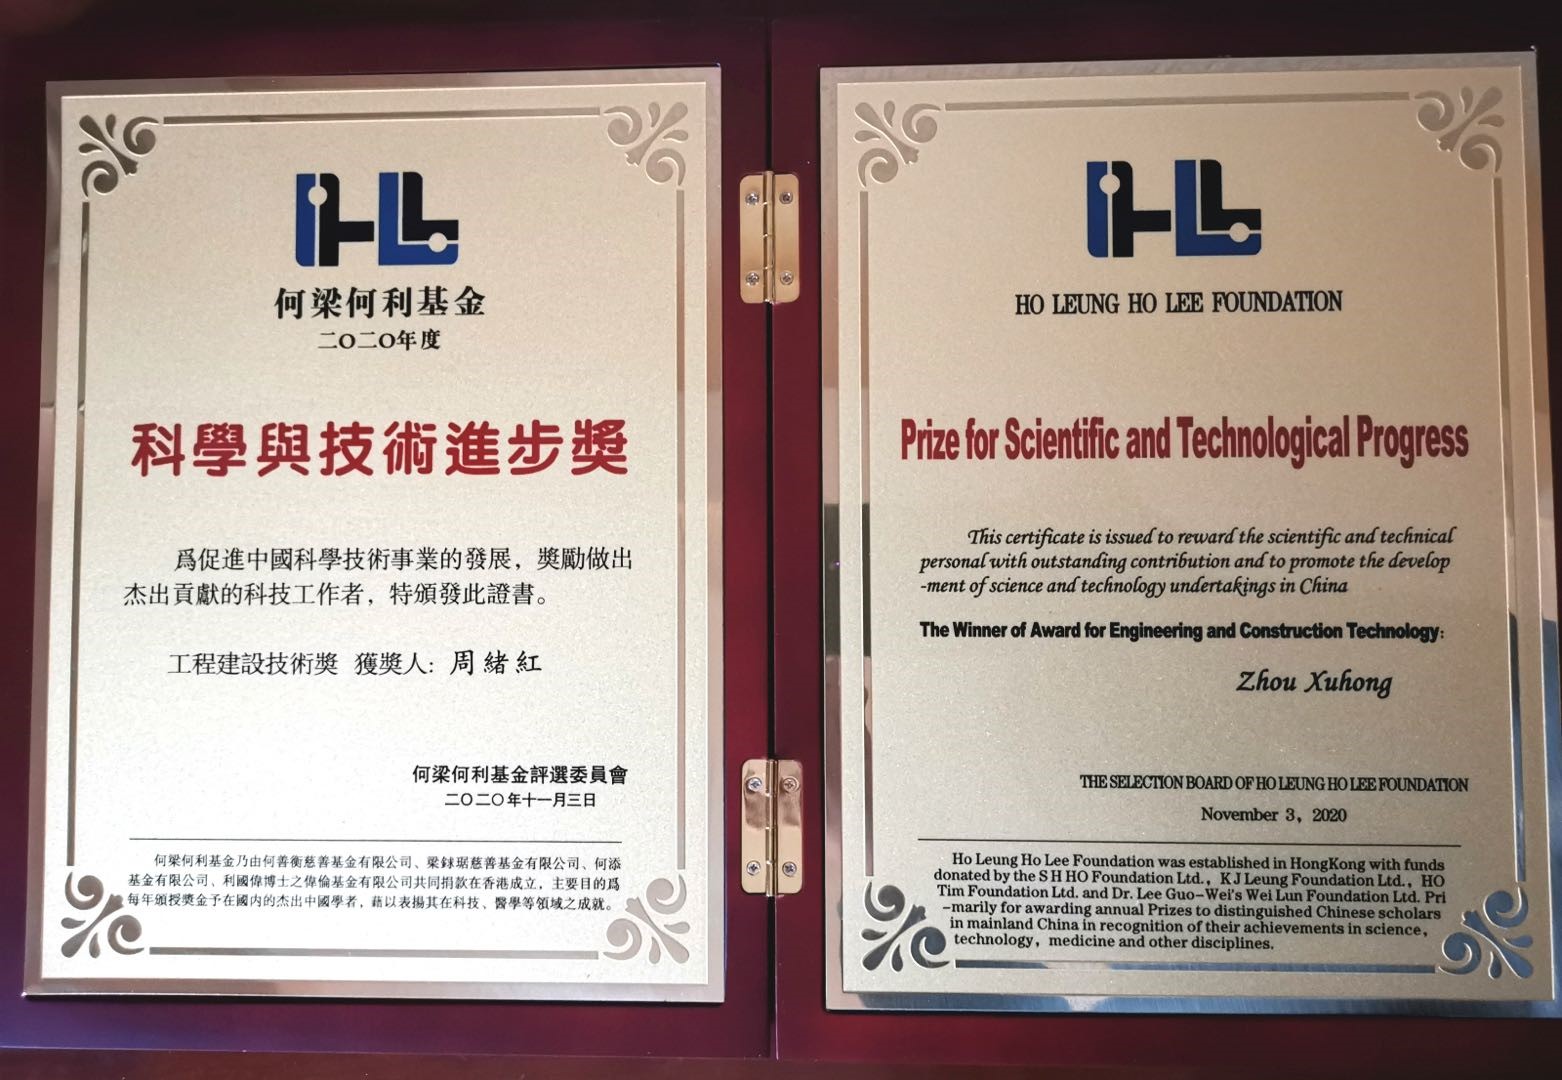 何梁何利基金
二〇二〇年度
科學與技術進步獎
爲促進中國科學技術事業的發展，獎勵做出
杰出貢獻的科技工作者，特頒發此證書。
工程建設技術獎 獲獎人：周緒紅
何梁何利基金評選委員會
二〇二〇年十一月三日
何梁何利基金乃由何善衡慈善基金有限公司、梁銶琚慈善基金有限公司、何添
基金有限公司、利國偉博士之偉倫基金有限公司共同捐款在香港成立，主要目的爲
每年頒授獎金予在國内的杰出中國學者，藉以表揚其在科技、醫學等領域之成就。
HO LEUNG HO LEE FOUNDATION
Prize for Scientific and Technological Progress
This certificate is issued to reward the scientific and technical
personal with outstanding contribution and to promote the develop
-ment of science and technology undertakings in China
The Winner of Award for Engineering and Construction Technology:
Zhou Xuhong
THE SELECTION BOARD OF HO LEUNG HO LEE FOUNDATION
November 3, 2020
Ho Leung Ho Lee Foundation was established in HongKong with funds
donated by the S H HO Foundation Ltd., K J Leung Foundation Ltd., HO
Tim Foundation Ltd. and Dr. Lee Guo-Wei's Wei Lun Foundation Ltd. Pri
-marily for awarding annual Prizes to distinguished Chinese scholars
in mainland China in recognition of their achievements in science,
technology, medicine and other disciplines.